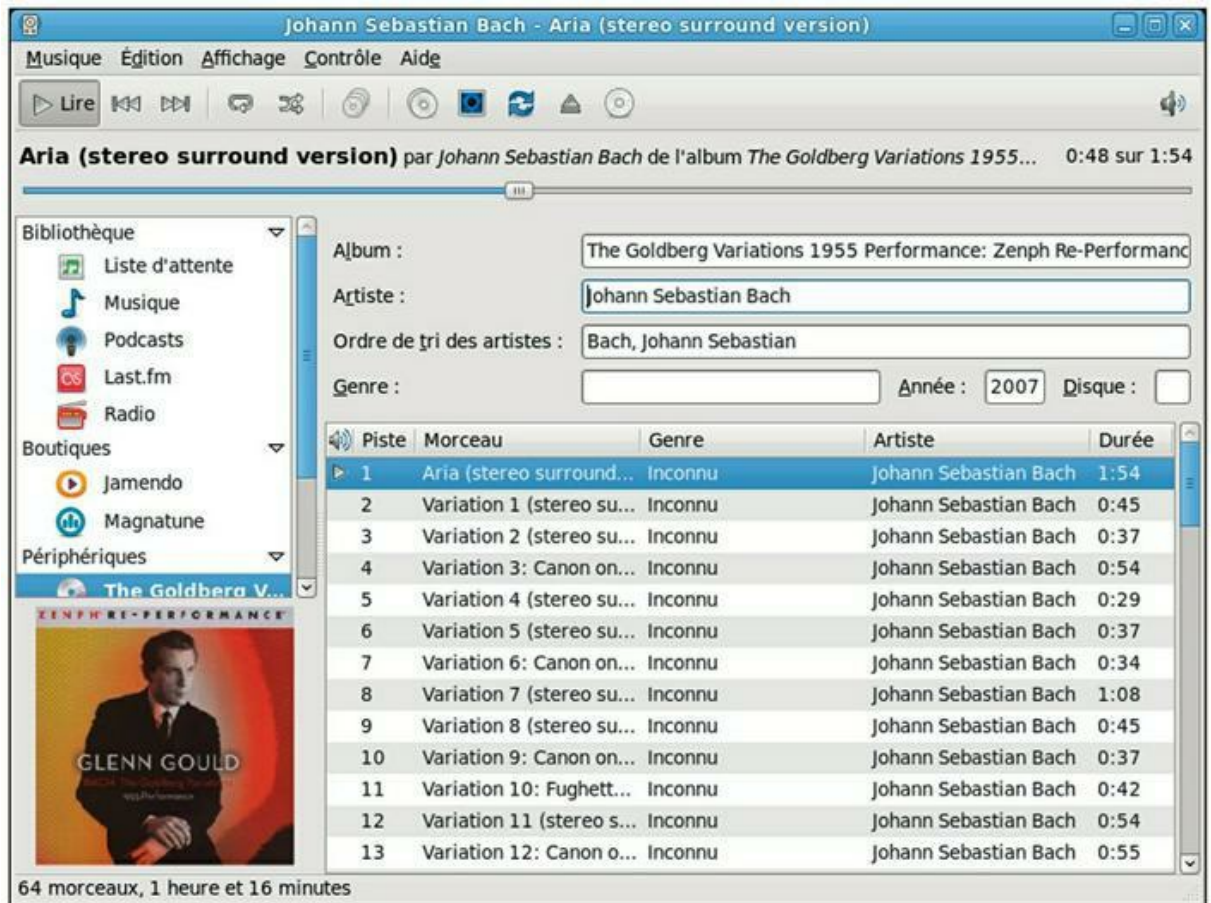 Johann Sebastian Bach - Aria (stereo surround version)
Musique Édition Affichage Contrôle Aide
Lire
Aria (stereo surround version) par Johann Sebastian Bach de l'album The Goldberg Variations 1955... 0:48 sur 1:54
Bibliothèque
Liste d'attente
Musique
Podcasts
Last.fm
Radio
Boutiques
Jamendo
Magnatune
Périphériques
The Goldberg V...
ZENPH RE-PERFORMANCE
GLENN GOULD
BACH: The Goldberg Variations
1955 Performance
Album : The Goldberg Variations 1955 Performance: Zenph Re-Performanc
Artiste : Johann Sebastian Bach
Ordre de tri des artistes : Bach, Johann Sebastian
Genre : Année : 2007 Disque :
Piste Morceau Genre Artiste Durée
1 Aria (stereo surround... Inconnu Johann Sebastian Bach 1:54
2 Variation 1 (stereo su... Inconnu Johann Sebastian Bach 0:45
3 Variation 2 (stereo su... Inconnu Johann Sebastian Bach 0:37
4 Variation 3: Canon on... Inconnu Johann Sebastian Bach 0:54
5 Variation 4 (stereo su... Inconnu Johann Sebastian Bach 0:29
6 Variation 5 (stereo su... Inconnu Johann Sebastian Bach 0:37
7 Variation 6: Canon on... Inconnu Johann Sebastian Bach 0:34
8 Variation 7 (stereo su... Inconnu Johann Sebastian Bach 1:08
9 Variation 8 (stereo su... Inconnu Johann Sebastian Bach 0:45
10 Variation 9: Canon on... Inconnu Johann Sebastian Bach 0:37
11 Variation 10: Fughett... Inconnu Johann Sebastian Bach 0:42
12 Variation 11 (stereo s... Inconnu Johann Sebastian Bach 0:54
13 Variation 12: Canon o... Inconnu Johann Sebastian Bach 0:55
64 morceaux, 1 heure et 16 minutes